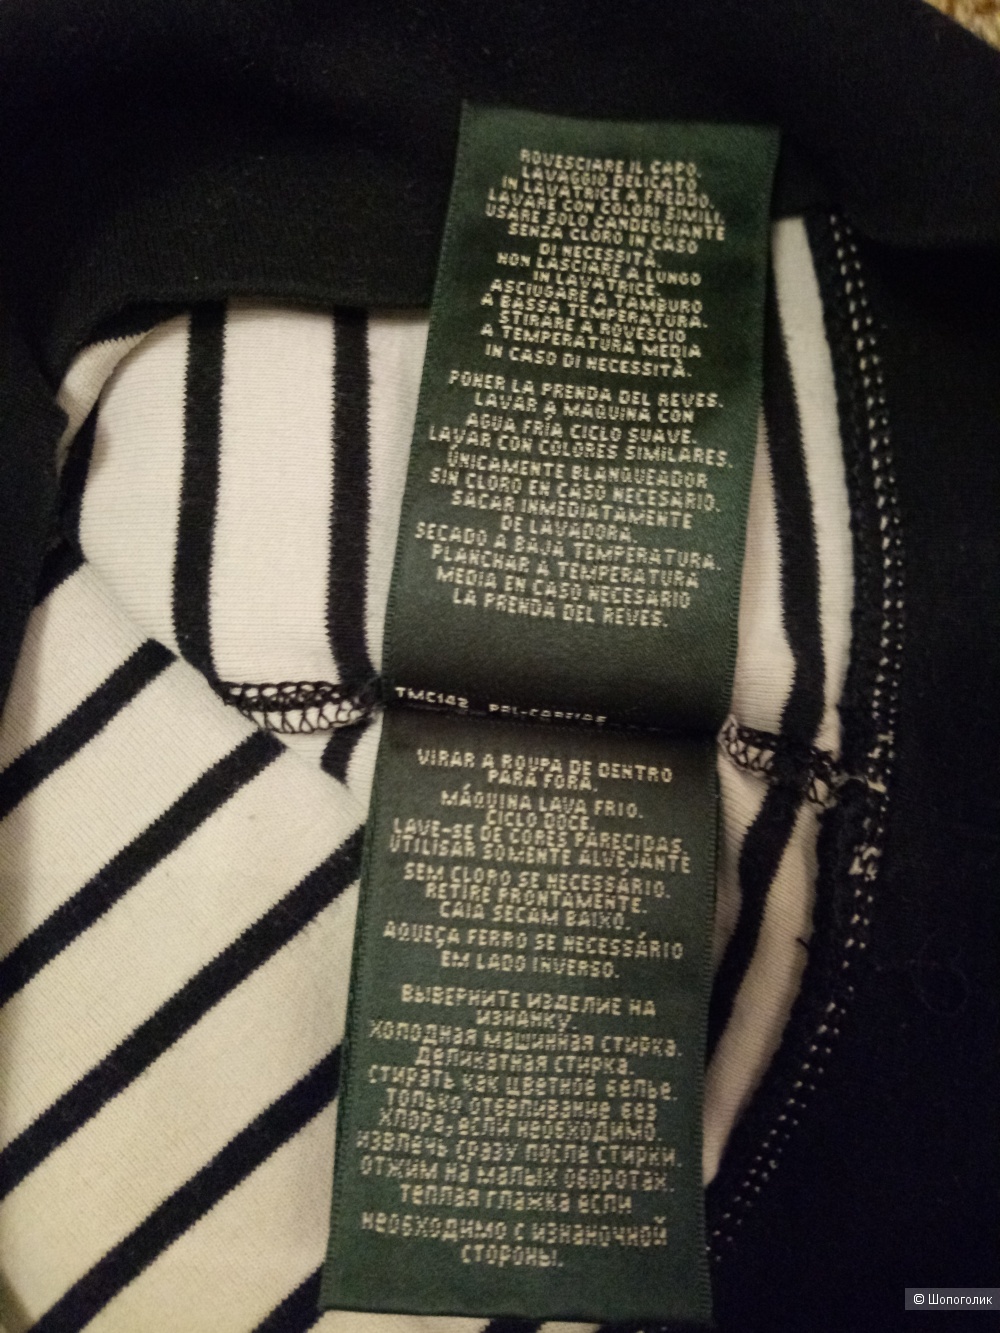 ROVESCIARE IL CAPO.
LAVAGGIO DELICATO
IN LAVATRICE A FREDDO.
LAVARE CON COLORI SIMILI.
USARE SOLO CANDEGGIANTE
SENZA CLORO IN CASO
DI NECESSITÀ.
NON LASCIARE A LUNGO
IN LAVATRICE.
ASCIUGARE A TAMBURO
A BASSA TEMPERATURA.
STIRARE A ROVESCIO
A TEMPERATURA MEDIA
IN CASO DI NECESSITÀ.
PONER LA PRENDA DEL REVES.
LAVAR A MAQUINA CON
AGUA FRÍA CICLO SUAVE.
LAVAR CON COLORES SIMILARES.
ÚNICAMENTE BLANQUEADOR
SIN CLORO EN CASO NECESARIO.
SACAR INMEDIATAMENTE
DE LAVADORA.
SECADO A BAJA TEMPERATURA.
PLANCHAR A TEMPERATURA
MEDIA EN CASO NECESARIO
LA PRENDA DEL REVES.
TMC142
VIRAR A ROUPA DE DENTRO
PARA FORA.
MÁQUINA LAVA FRIO.
CICLO DOCE.
LAVE-SE DE CORES PARECIDAS.
UTILISAR SOMENTE ALVEJANTE
SEM CLORO SE NECESSÁRIO.
RETIRE PRONTAMENTE.
CAIA SECAM BAIXO.
AQUEÇA FERRO SE NECESSÁRIO
EM LADO INVERSO.
ВЫВЕРНИТЕ ИЗДЕЛИЕ НА
ИЗНАНКУ.
ХОЛОДНАЯ МАШИННАЯ СТИРКА.
ДЕЛИКАТНАЯ СТИРКА.
СТИРАТЬ КАК ЦВЕТНОЕ БЕЛЬЕ.
ТОЛЬКО ОТБЕЛИВАНИЕ БЕЗ
ХЛОРА, ЕСЛИ НЕОБХОДИМО.
ИЗВЛЕЧЬ СРАЗУ ПОСЛЕ СТИРКИ.
ОТЖИМ НА МАЛЫХ ОБОРОТАХ.
ТЕПЛАЯ ГЛАЖКА ЕСЛИ
НЕОБХОДИМО С ИЗНАНОЧНОЙ
СТОРОНЫ.
© Шопоголик